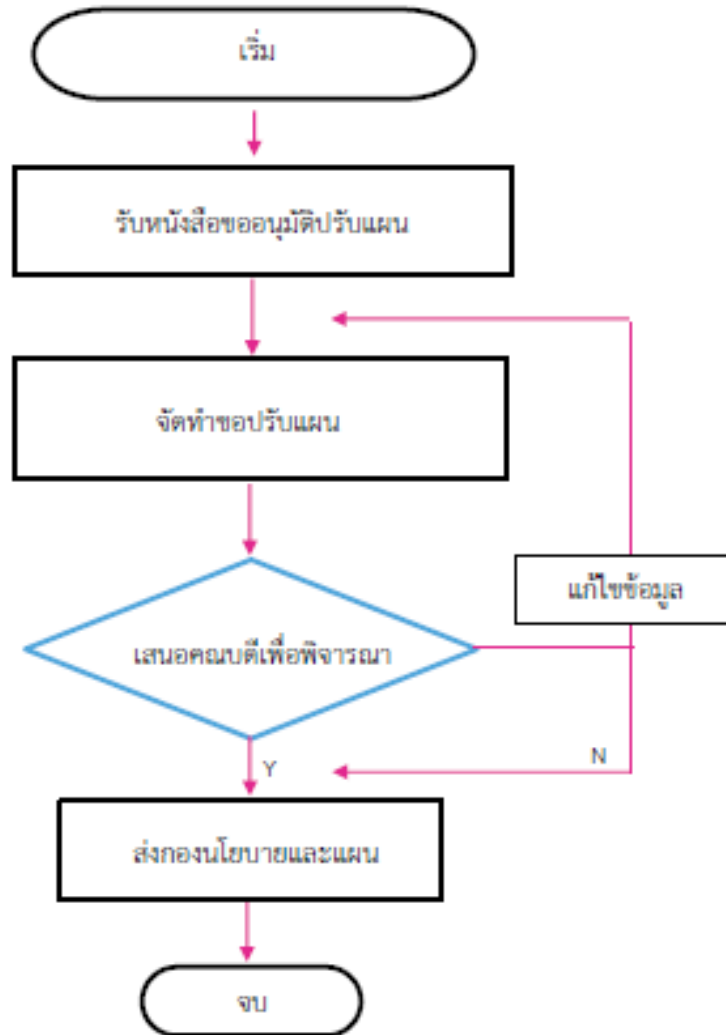 เริ่ม
รับหนังสือขออนุมัติปรับแผน
จัดทำขอปรับแผน
แก้ไขข้อมูล
เสนอคณบดีเพื่อพิจารณา
Y
N
ส่งกองนโยบายและแผน
จบ